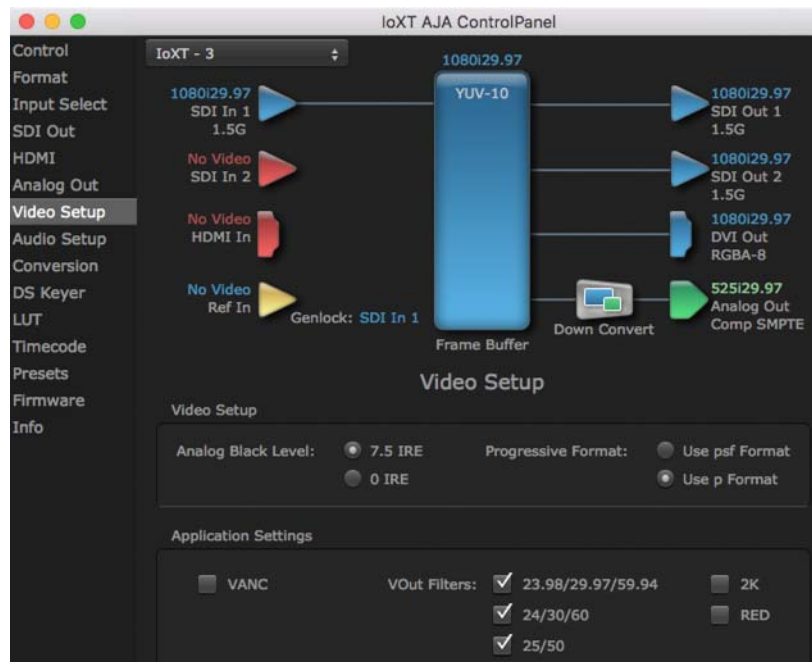 IoXT AJA ControlPanel
Control
Format
Input Select
SDI Out
HDMI
Analog Out
Video Setup
Audio Setup
Conversion
DS Keyer
LUT
Timecode
Presets
Firmware
Info
IoXT - 3
1080i29.97
SDI In 1
1.5G
No Video
SDI In 2
No Video
HDMI In
No Video
Ref In
Genlock: SDI In 1
1080i29.97
YUV-10
Frame Buffer
1080i29.97
SDI Out 1
1.5G
1080i29.97
SDI Out 2
1.5G
1080i29.97
DVI Out
RGBA-8
Down Convert
525i29.97
Analog Out
Comp SMPTE
Video Setup
Video Setup
Analog Black Level: 7.5 IRE
0 IRE
Progressive Format: Use psf Format
Use p Format
Application Settings
VANC
VOut Filters: 23.98/29.97/59.94
24/30/60
25/50
2K
RED